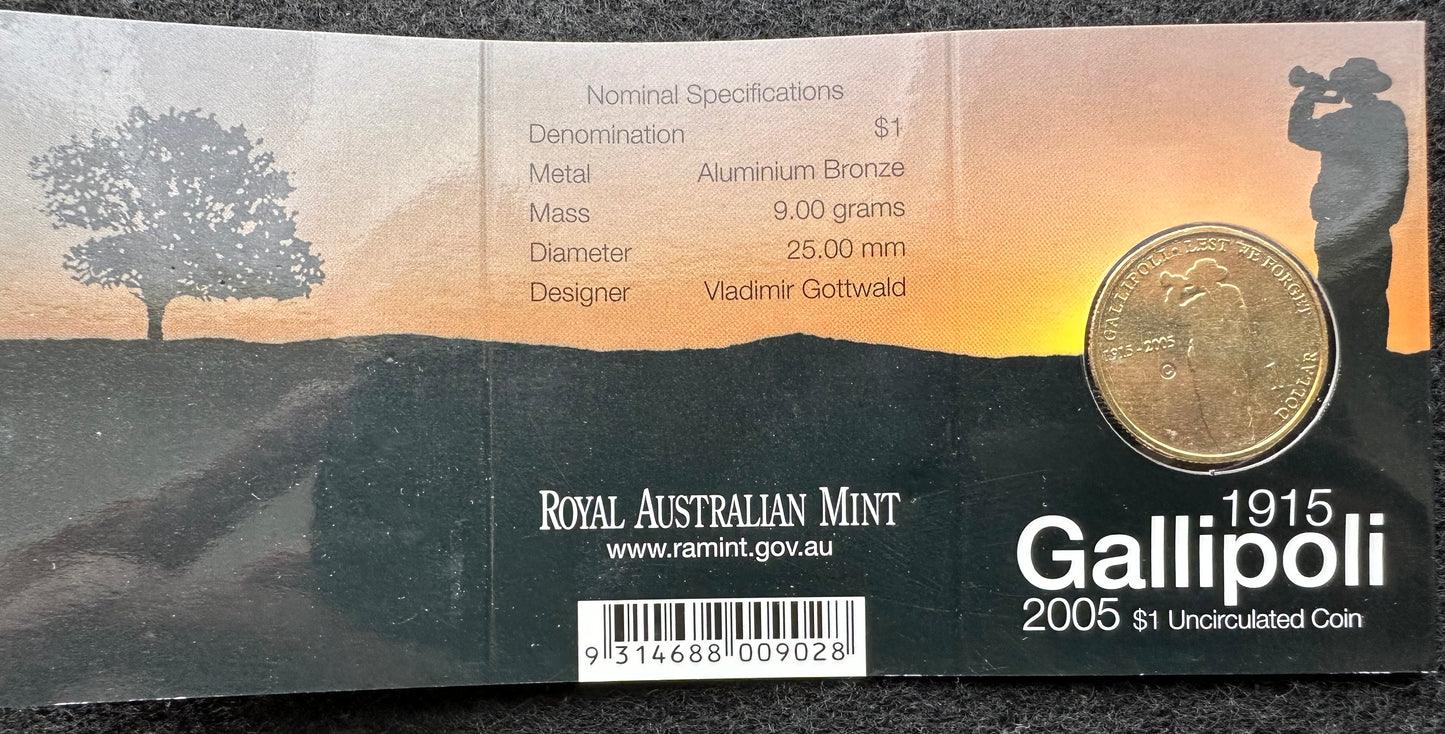 Nominal Specifications
Denomination $1
Metal Aluminium Bronze
Mass 9.00 grams
Diameter 25.00 mm
Designer Vladimir Gottwald
ROYAL AUSTRALIAN MINT
www.ramint.gov.au
9 314688 009028
GALLIPOLI · LEST WE FORGET
1915-2005
C
DOLLAR
1915
Gallipoli
2005 $1 Uncirculated Coin